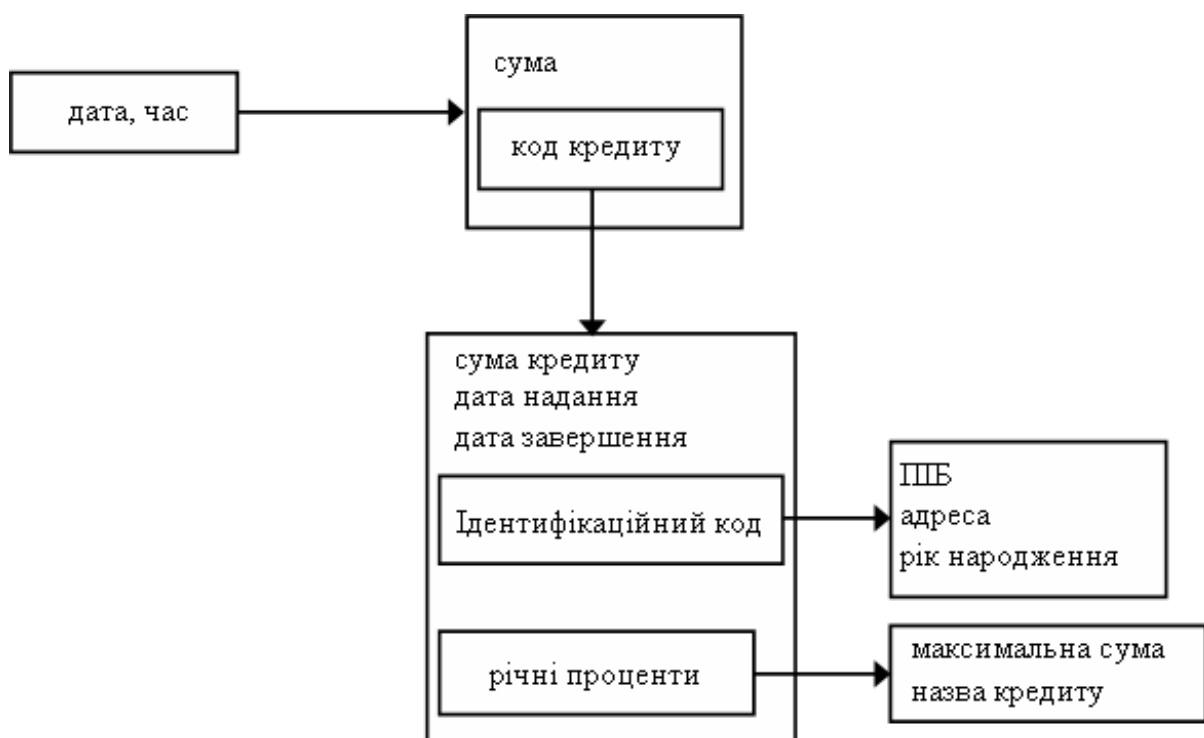 сума
дата, час
код кредиту
сума кредиту
дата надання
дата завершення
Ідентифікаційний код
ПІБ
адреса
рік народження
річні проценти
максимальна сума
назва кредиту